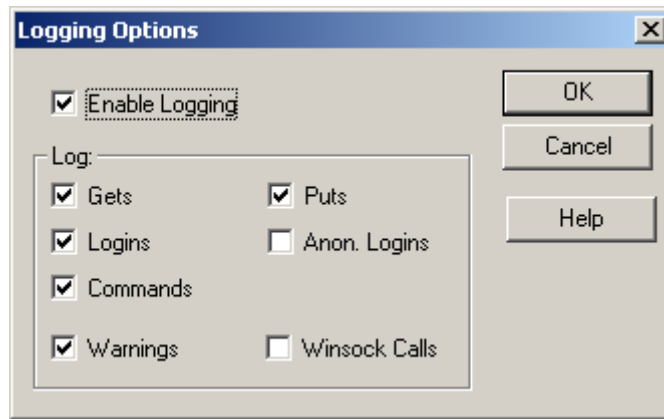 Logging Options
Enable Logging
OK
Cancel
Help
Log:
Gets
Puts
Logins
Anon. Logins
Commands
Warnings
Winsock Calls